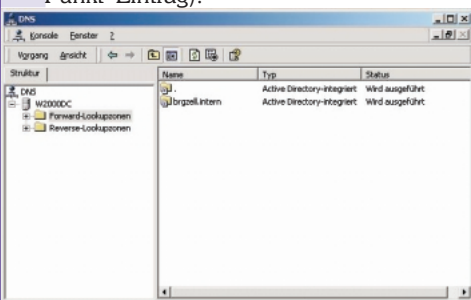 "Punkt"-Eintrag):
DNS
Konsole Fenster ?
Vorgang Ansicht
Struktur
Name Typ Status
DNS
W2000DC
Forward-Lookupzonen
Reverse-Lookupzonen
. Active Directory-integriert Wird ausgeführt
brgzell.intern Active Directory-integriert Wird ausgeführt